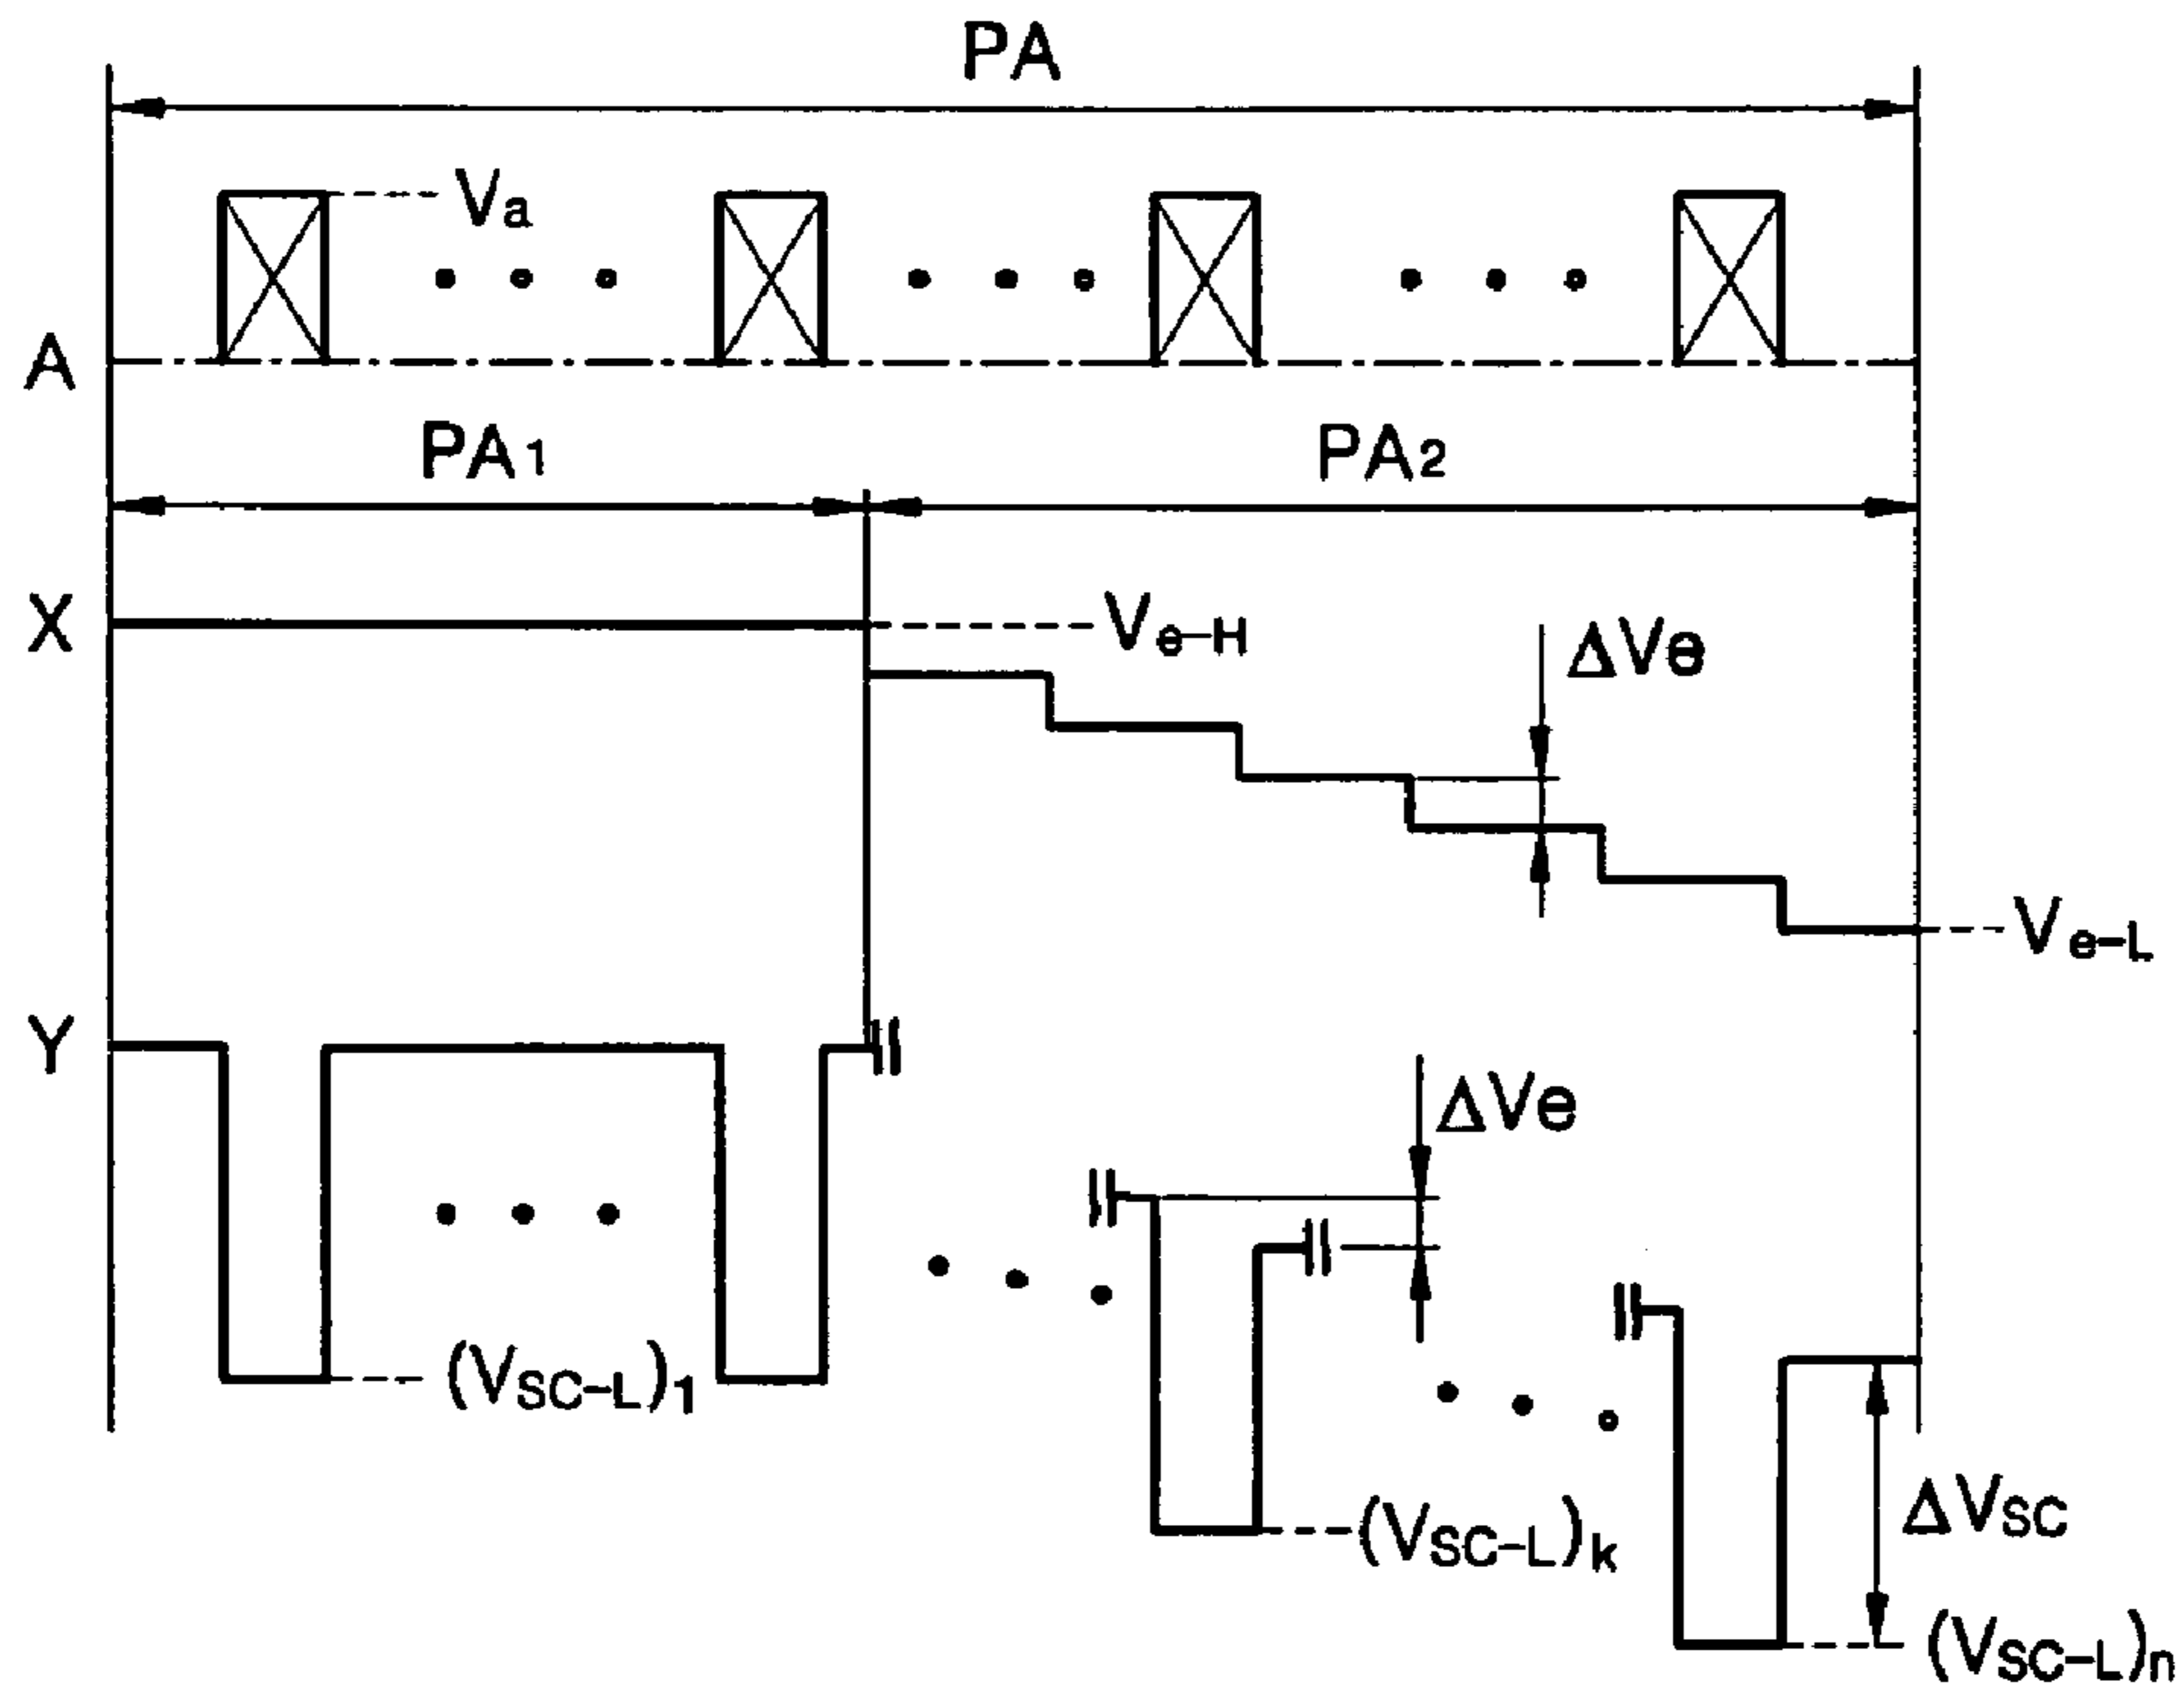 PA
Va
A
PA1 PA2
X
Ve-H
ΔVe
Ve-L
Y
ΔVe
(VSC-L)1
ΔVSC
(VSC-L)k
(VSC-L)n